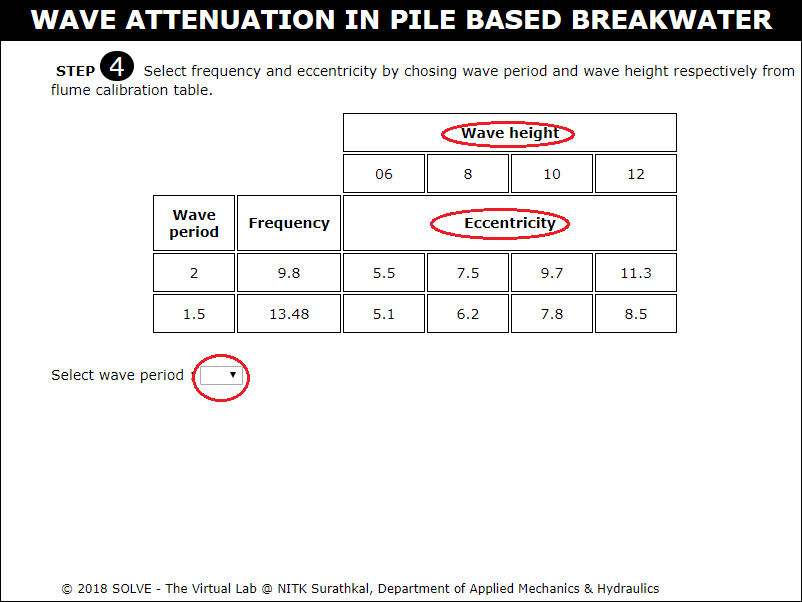 WAVE ATTENUATION IN PILE BASED BREAKWATER
STEP 4 Select frequency and eccentricity by chosing wave period and wave height respectively from
flume calibration table.
Wave height
06 8 10 12
Wave
period
Frequency
Eccentricity
2 9.8 5.5 7.5 9.7 11.3
1.5 13.48 5.1 6.2 7.8 8.5
Select wave period :
© 2018 SOLVE - The Virtual Lab @ NITK Surathkal, Department of Applied Mechanics & Hydraulics